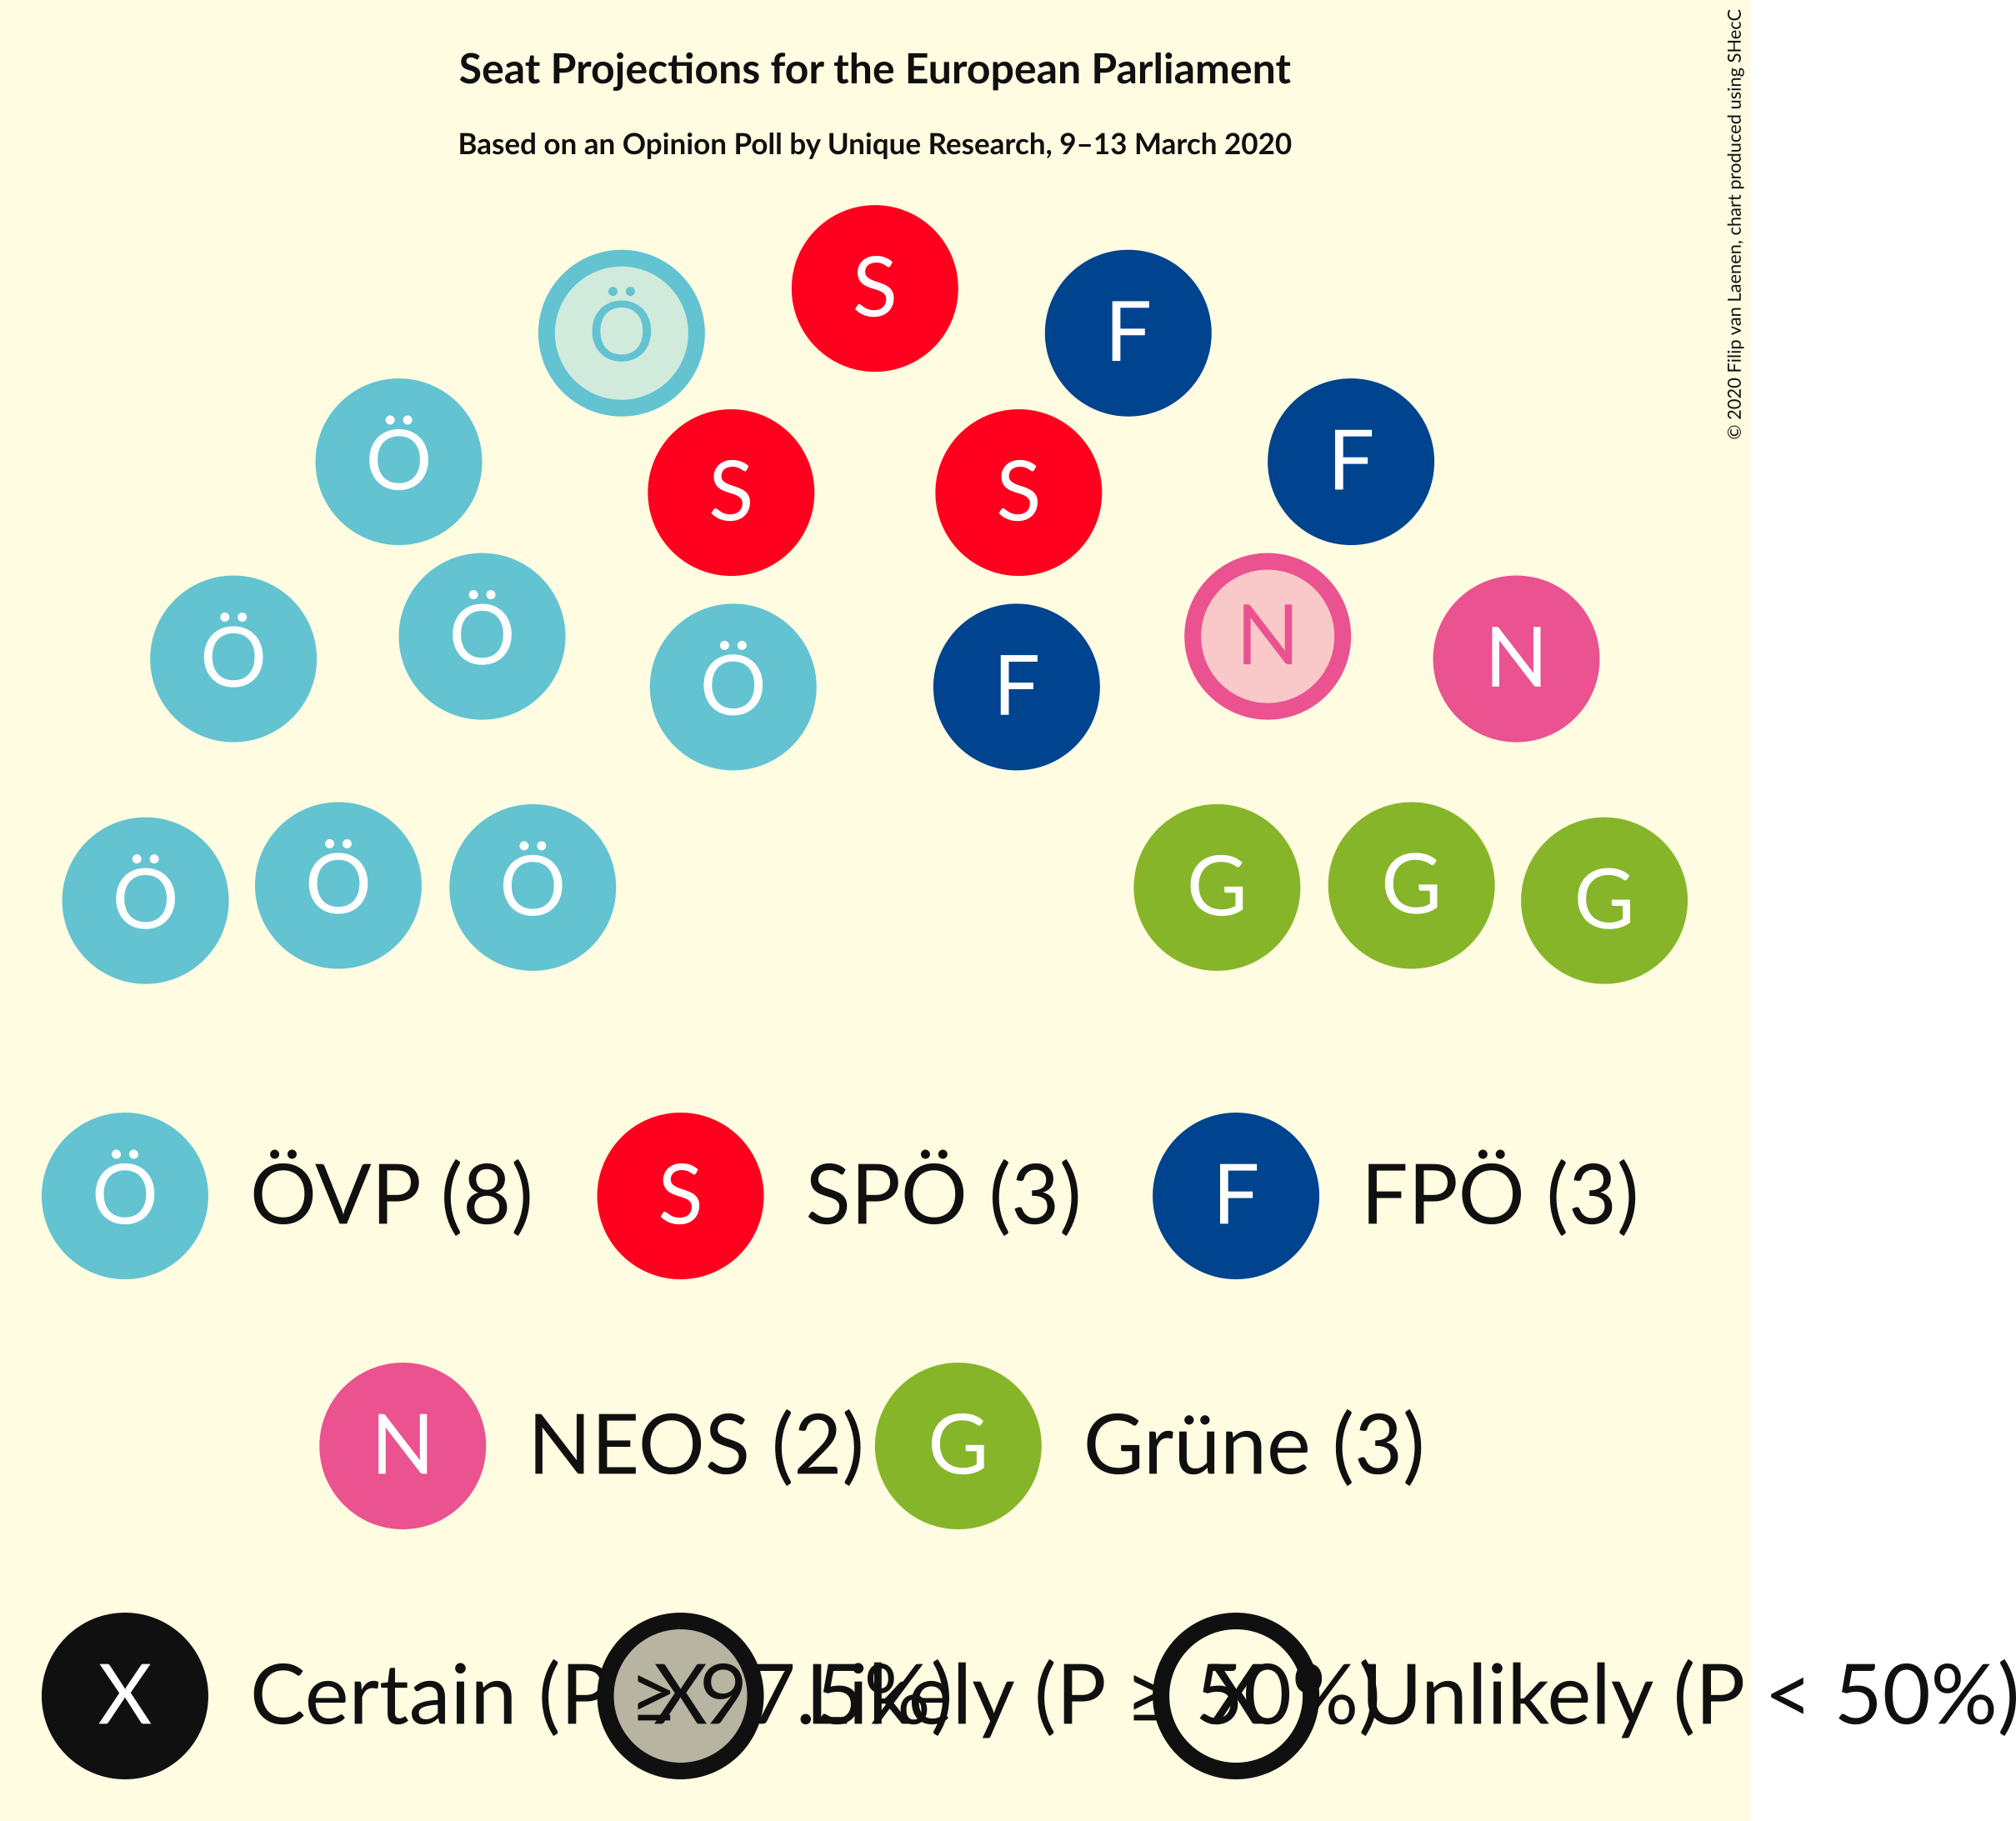 Seat Projections for the European Parliament
Based on an Opinion Poll by Unique Research, 9–13 March 2020
© 2020 Filip van Laenen, chart produced using SHecC
S
Ö F
Ö F
S S
Ö N
Ö N
Ö F
Ö Ö Ö G G G
Ö ÖVP (8) S SPÖ (3) F FPÖ (3)
N NEOS (2) G Grüne (3)
X Certain (P ≥ 97.5%) X Likely (P ≥ 50%) X Unlikely (P < 50%)